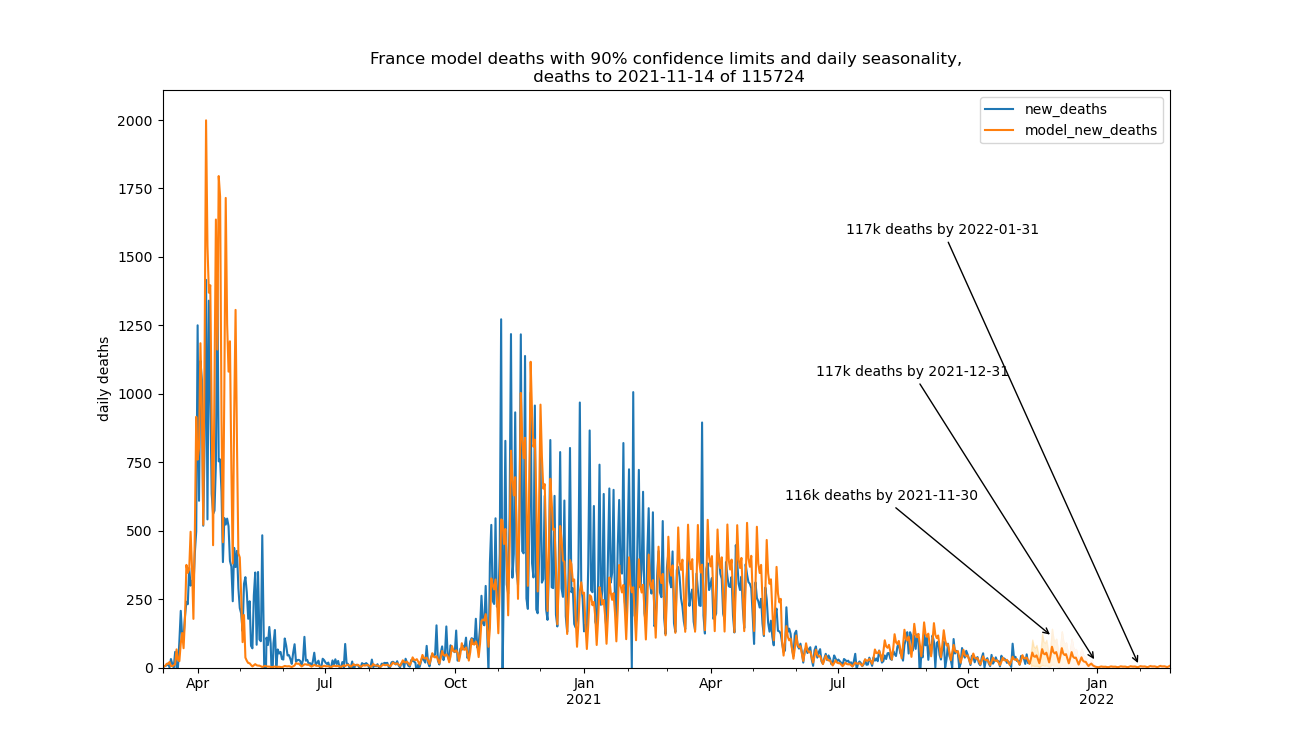 France model deaths with 90% confidence limits and daily seasonality,
deaths to 2021-11-14 of 115724
new_deaths
model_new_deaths
daily deaths
2000
1750
1500
1250
1000
750
500
250
0
117k deaths by 2022-01-31
117k deaths by 2021-12-31
116k deaths by 2021-11-30
Apr Jul Oct Jan Apr Jul Oct Jan
2021 2022